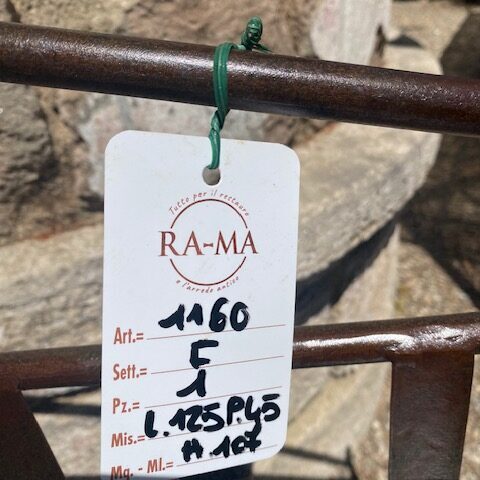 Tutto per il restauro
RA-MA
e l'arredo antico
Art.= 1160
Sett.= F
Pz.= 1
Mis.= L.125 P.45
Mq. - Ml.= H.107